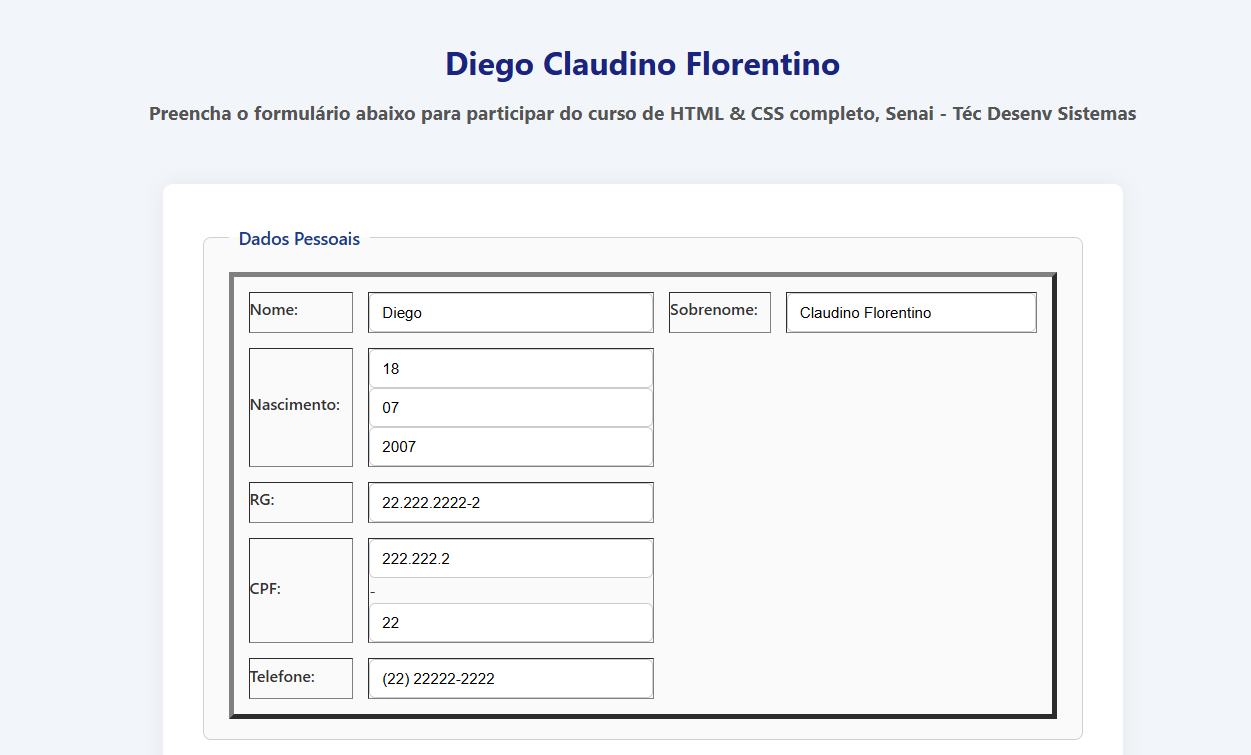 Diego Claudino Florentino
Preencha o formulário abaixo para participar do curso de HTML & CSS completo, Senai - Téc Desenv Sistemas
Dados Pessoais
Nome: Diego Sobrenome: Claudino Florentino
Nascimento: 18
07
2007
RG: 22.222.2222-2
CPF: 222.222.2
-
22
Telefone: (22) 22222-2222